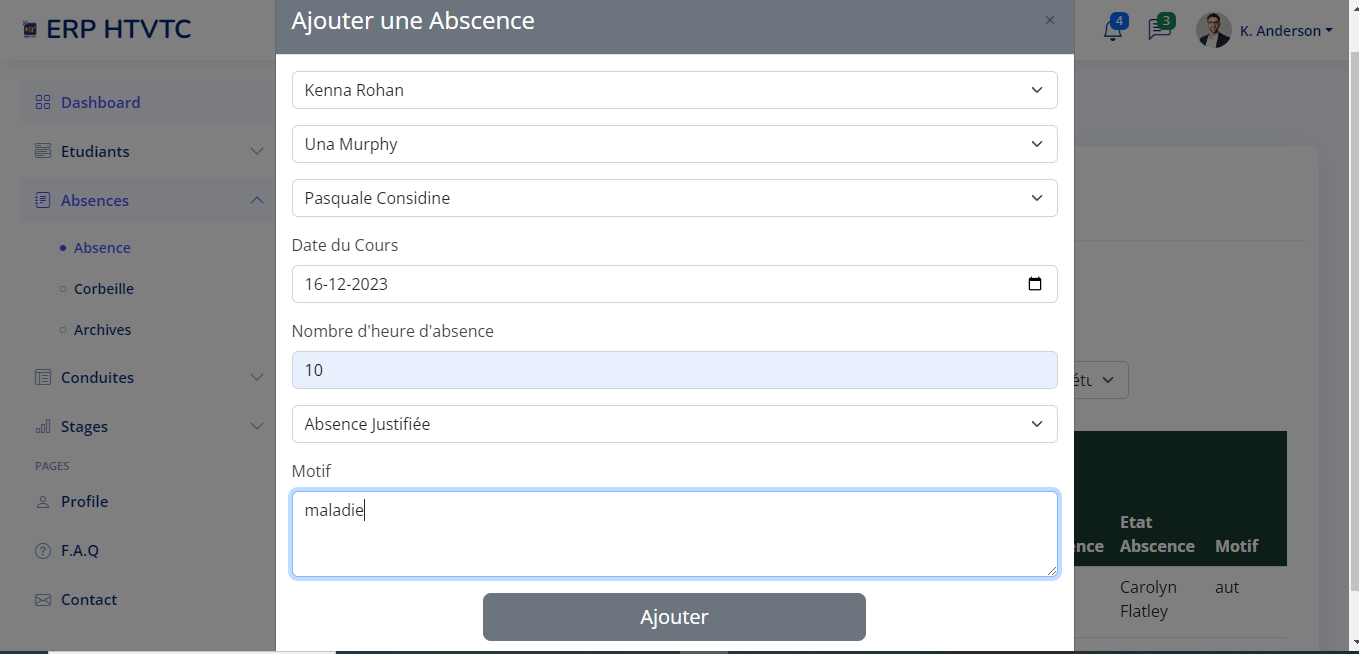 ERP HTVTC
Ajouter une Abscence
×
4
3
K. Anderson
Dashboard
Etudiants
Absences
Absence
Corbeille
Archives
Conduites
Stages
PAGES
Profile
F.A.Q
Contact
Kenna Rohan
Una Murphy
Pasquale Considine
Date du Cours
16-12-2023
Nombre d'heure d'absence
10
Absence Justifiée
Motif
maladie
Ajouter
étu
ence
Etat
Abscence
Motif
Carolyn
Flatley
aut